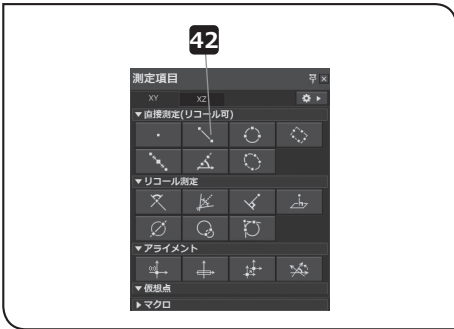 42
測定項目
XY XZ
▼直接測定(リコール可)
▼リコール測定
▼アライメント
▼仮想点
▶マクロ